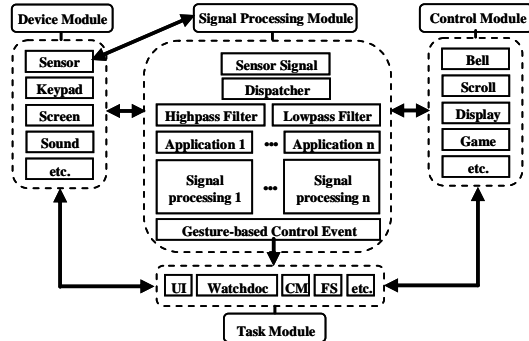 Device Module
Signal Processing Module
Control Module
Sensor
Keypad
Screen
Sound
etc.
Sensor Signal
Dispatcher
Highpass Filter
Lowpass Filter
Application 1
•••
Application n
Signal
processing 1
•••
Signal
processing n
Gesture-based Control Event
Bell
Scroll
Display
Game
etc.
UI
Watchdoc
CM
FS
etc.
Task Module